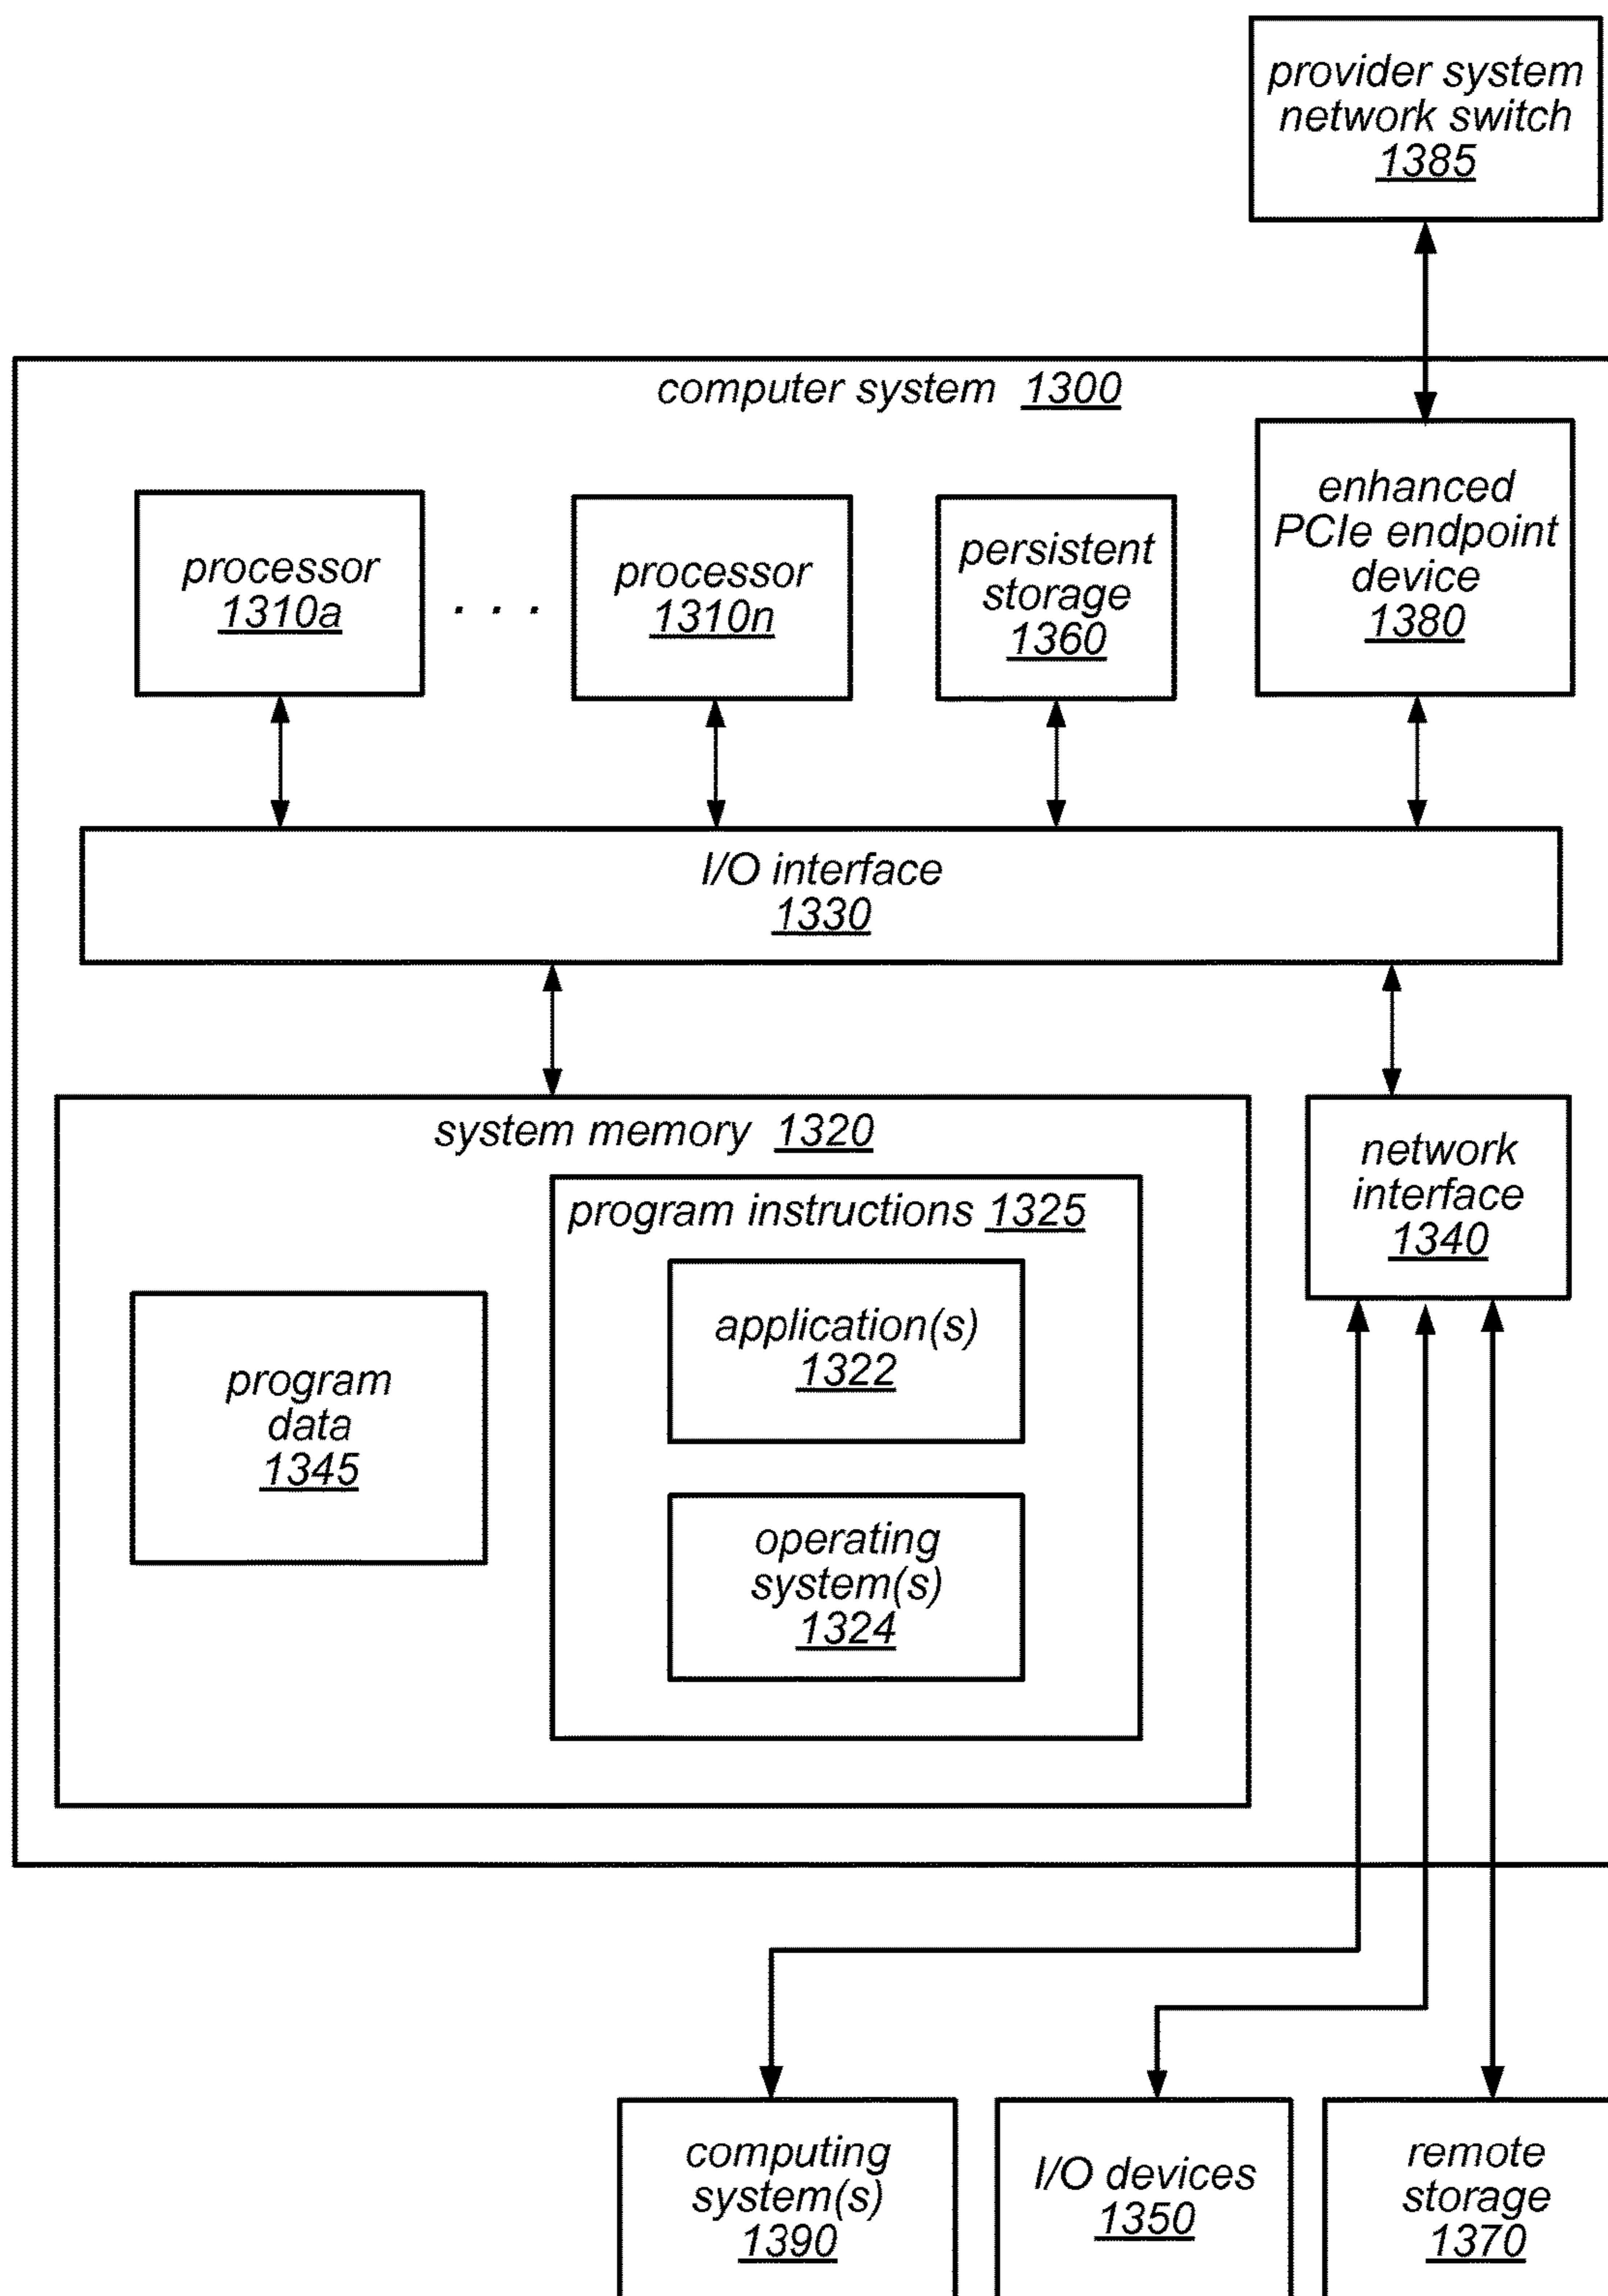 provider system
network switch
1385
computer system 1300
enhanced
PCIe endpoint
device
1380
processor
1310a
. . .
processor
1310n
persistent
storage
1360
I/O interface
1330
system memory 1320
program instructions 1325
application(s)
1322
operating
system(s)
1324
program
data
1345
network
interface
1340
computing
system(s)
1390
I/O devices
1350
remote
storage
1370